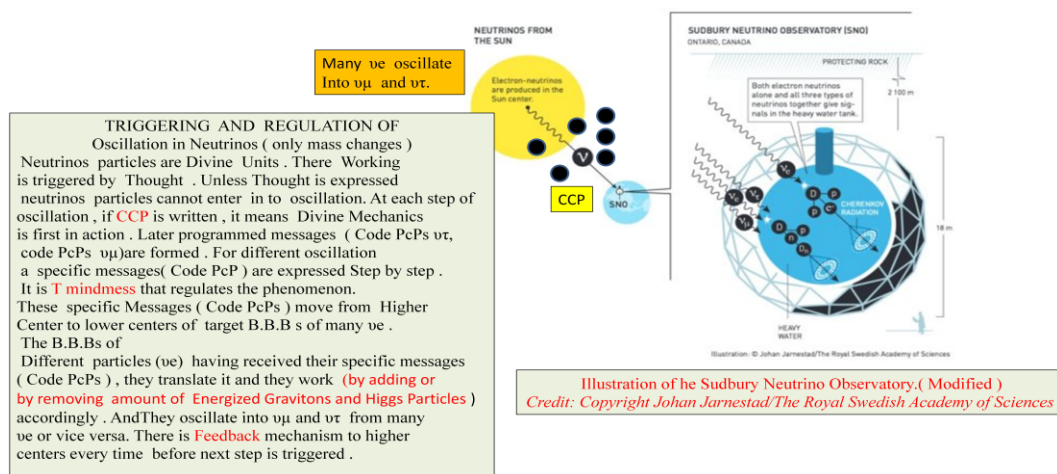 Many υe oscillate
Into υμ and υτ.
TRIGGERING AND REGULATION OF
Oscillation in Neutrinos ( only mass changes )
Neutrinos particles are Divine Units . There Working
is triggered by Thought . Unless Thought is expressed
neutrinos particles cannot enter in to oscillation. At each step of
oscillation , if CCP is written , it means Divine Mechanics
is first in action . Later programmed messages ( Code PcPs υτ,
code PcPs υμ)are formed . For different oscillation
a specific messages( Code PcP ) are expressed Step by step .
It is T mindmess that regulates the phenomenon.
These specific Messages ( Code PcPs ) move from Higher
Center to lower centers of target B.B.B s of many υe .
The B.B.Bs of
Different particles (υe) having received their specific messages
( Code PcPs ) , they translate it and they work (by adding or
by removing amount of Energized Gravitons and Higgs Particles )
accordingly . AndThey oscillate into υμ and υτ from many
υe or vice versa. There is Feedback mechanism to higher
centers every time before next step is triggered .
NEUTRINOS FROM
THE SUN
Electron-neutrinos
are produced in the
Sun center.
ν
CCP
SNO
SUDBURY NEUTRINO OBSERVATORY (SNO)
ONTARIO, CANADA
PROTECTING ROCK
2 100 m
Both electron neutrinos
alone and all three types of
neutrinos together give sig-
nals in the heavy water tank.
νe
D
p
p
e-
CHERENKOV
RADIATION
νe
ντ
νμ
D
p
n
Dn
18 m
HEAVY
WATER
Illustration: © Johan Jarnestad/The Royal Swedish Academy of Sciences
Illustration of he Sudbury Neutrino Observatory.( Modified )
Credit: Copyright Johan Jarnestad/The Royal Swedish Academy of Sciences